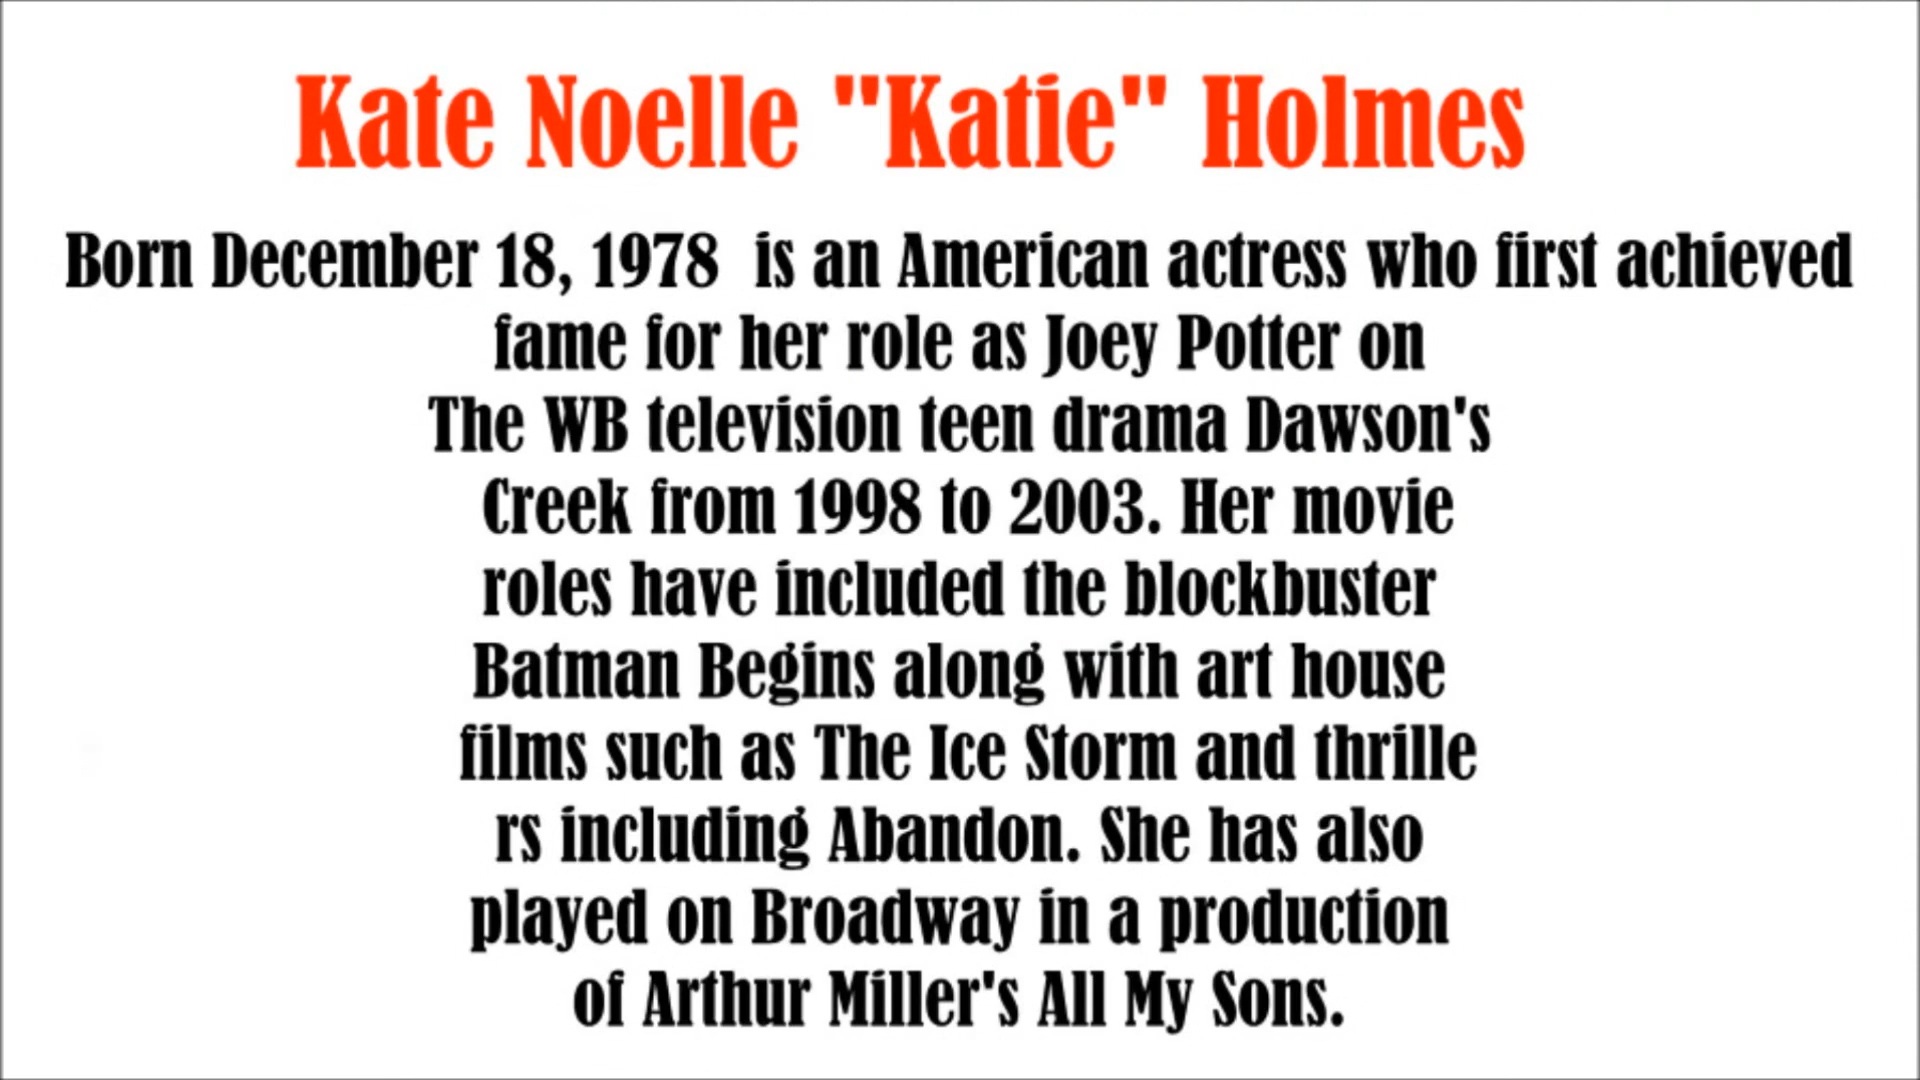 Kate Noelle "Katie" Holmes
Born December 18, 1978  is an American actress who first achieved
fame for her role as Joey Potter on
The WB television teen drama Dawson's
Creek from 1998 to 2003. Her movie
roles have included the blockbuster
Batman Begins along with art house
films such as The Ice Storm and thrille
rs including Abandon. She has also
played on Broadway in a production
of Arthur Miller's All My Sons.